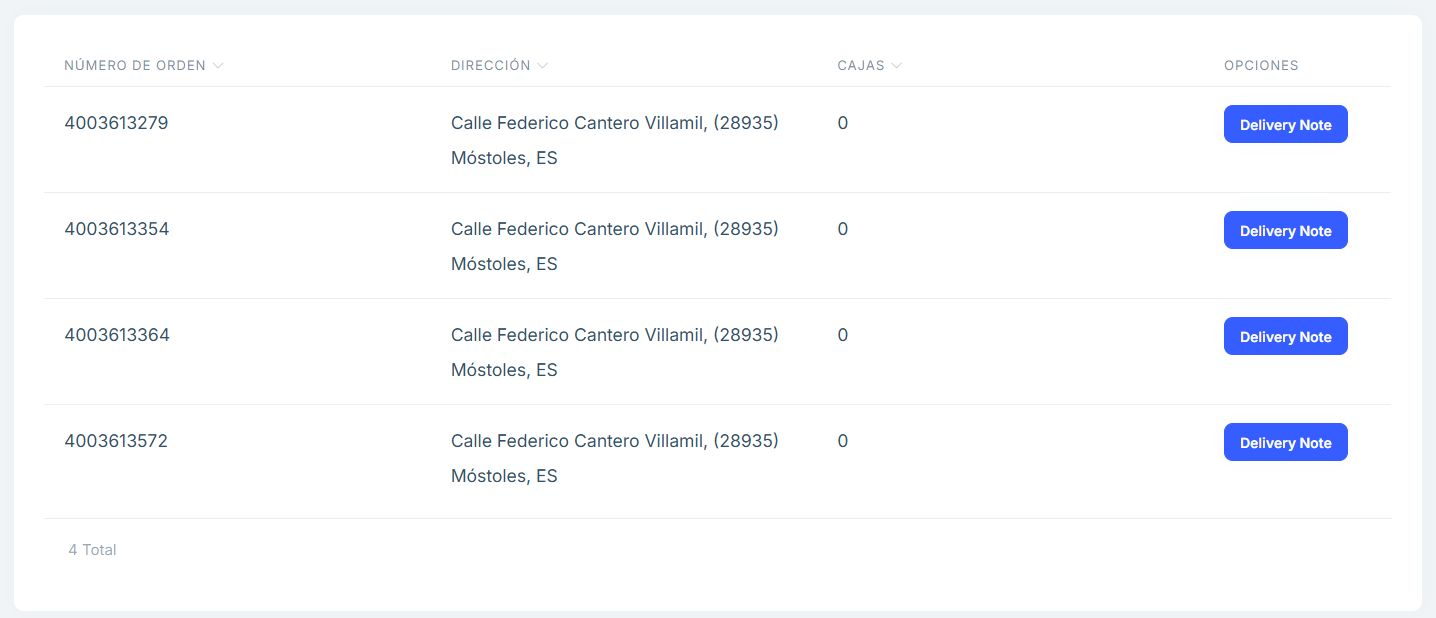 NÚMERO DE ORDEN DIRECCIÓN CAJAS OPCIONES
4003613279 Calle Federico Cantero Villamil, (28935) 0 Delivery Note
Móstoles, ES
4003613354 Calle Federico Cantero Villamil, (28935) 0 Delivery Note
Móstoles, ES
4003613364 Calle Federico Cantero Villamil, (28935) 0 Delivery Note
Móstoles, ES
4003613572 Calle Federico Cantero Villamil, (28935) 0 Delivery Note
Móstoles, ES
4 Total